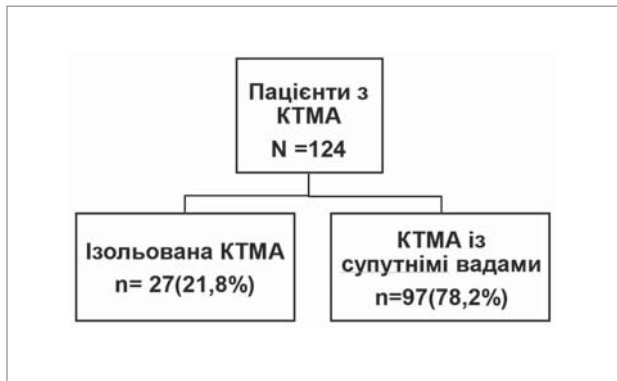 Пацієнти з
КТМА
N =124
Ізольована КТМА
n= 27(21,8%)
КТМА із
супутнімі вадами
n=97(78,2%)